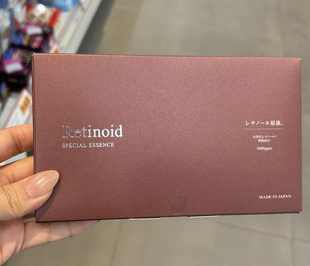 Retinoid
SPECIAL ESSENCE
レチノール原液。
MADE IN JAPAN